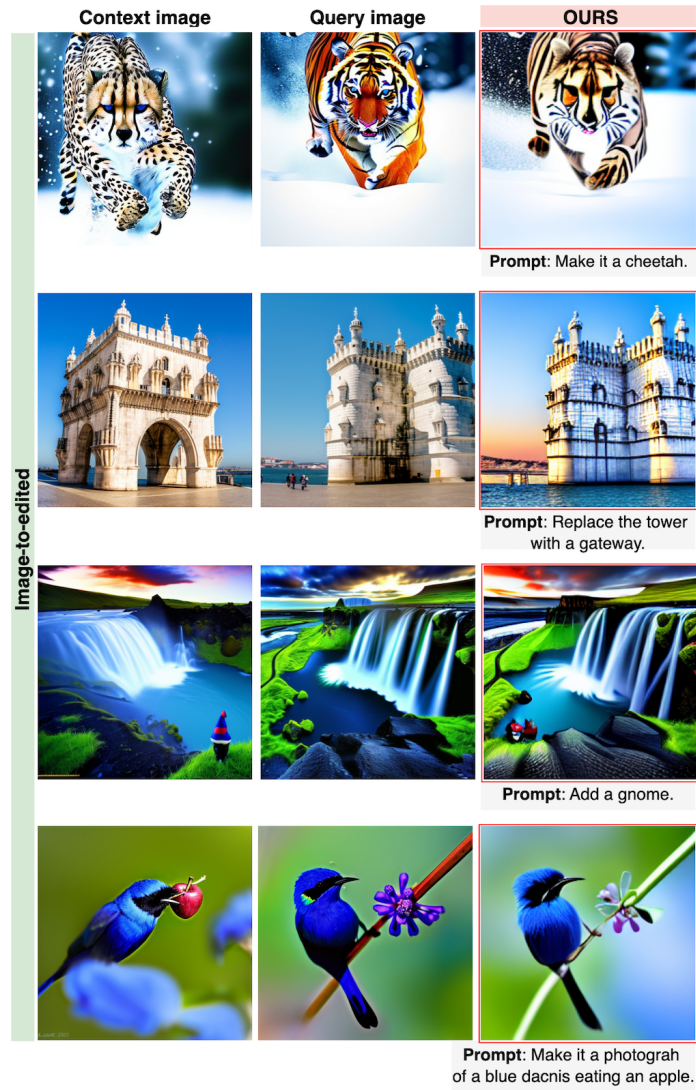 Context image
Query image
OURS
Image-to-edited
Prompt: Make it a cheetah.
Prompt: Replace the tower
with a gateway.
Prompt: Add a gnome.
Prompt: Make it a photograh
of a blue dacnis eating an apple.